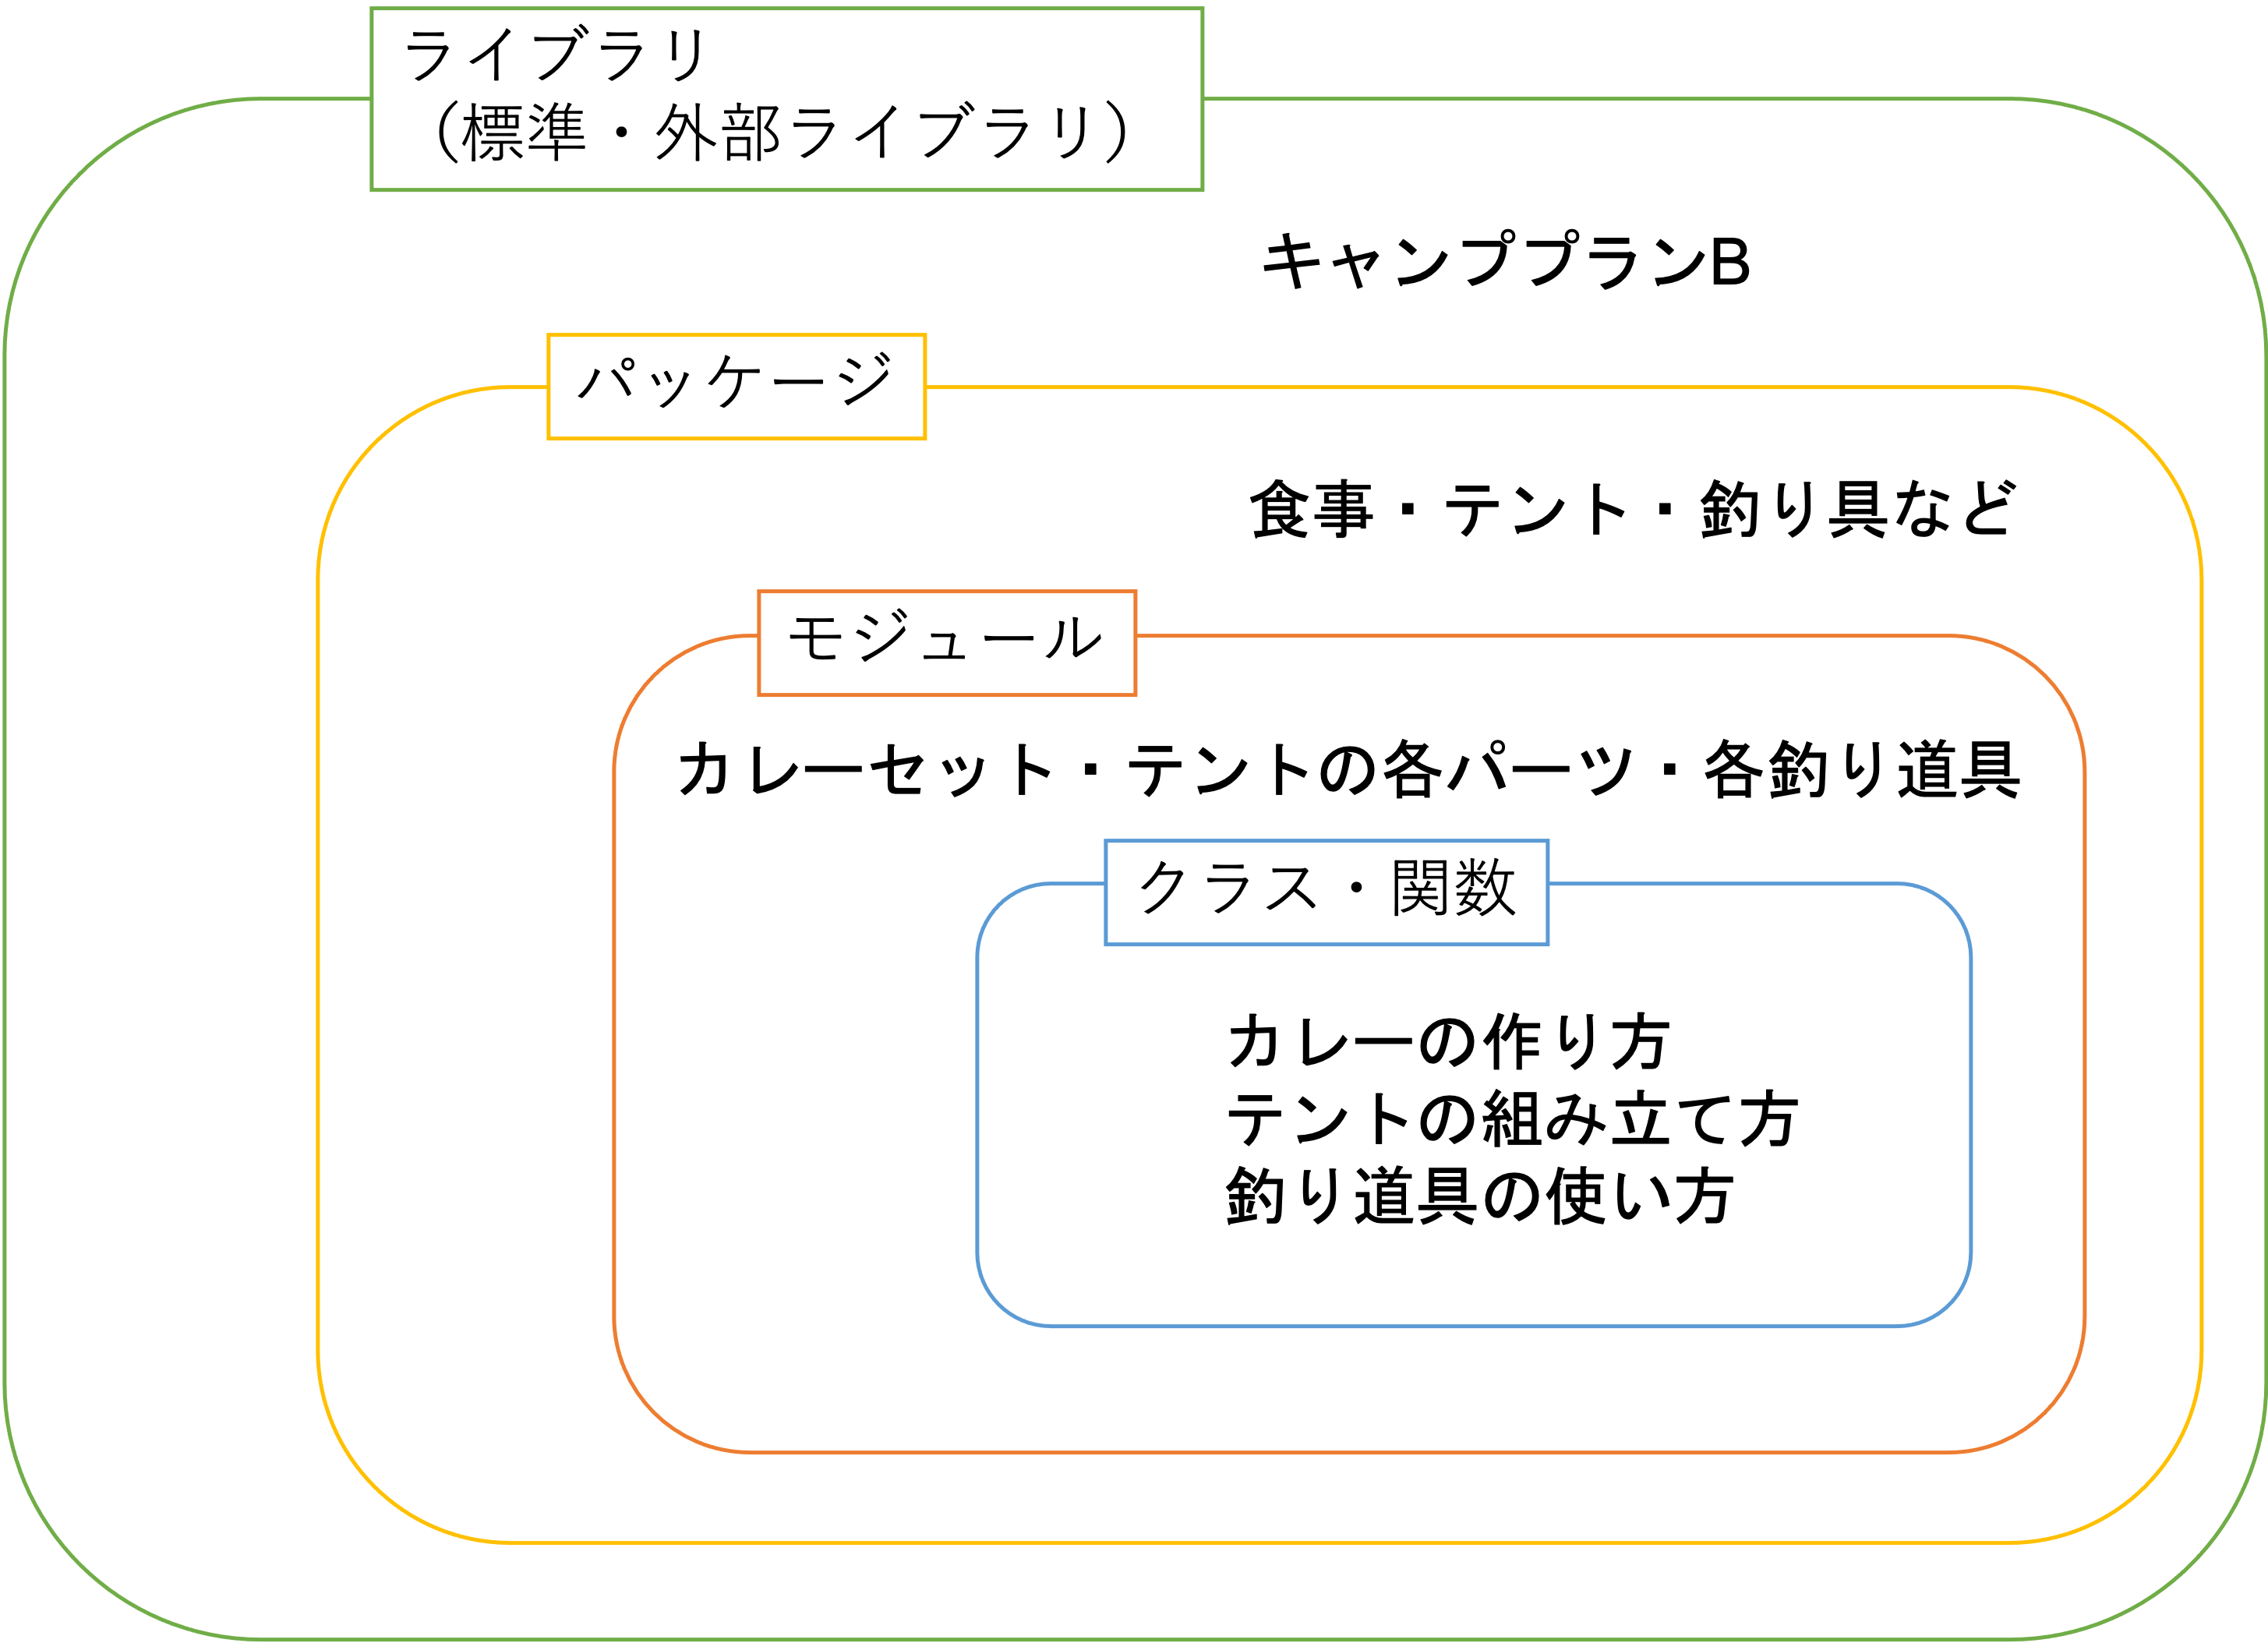 ライブラリ
（標準・外部ライブラリ）
キャンププランB
パッケージ
食事・テント・釣り具など
モジュール
カレーセット・テントの各パーツ・各釣り道具
クラス・関数
カレーの作り方
テントの組み立て方
釣り道具の使い方